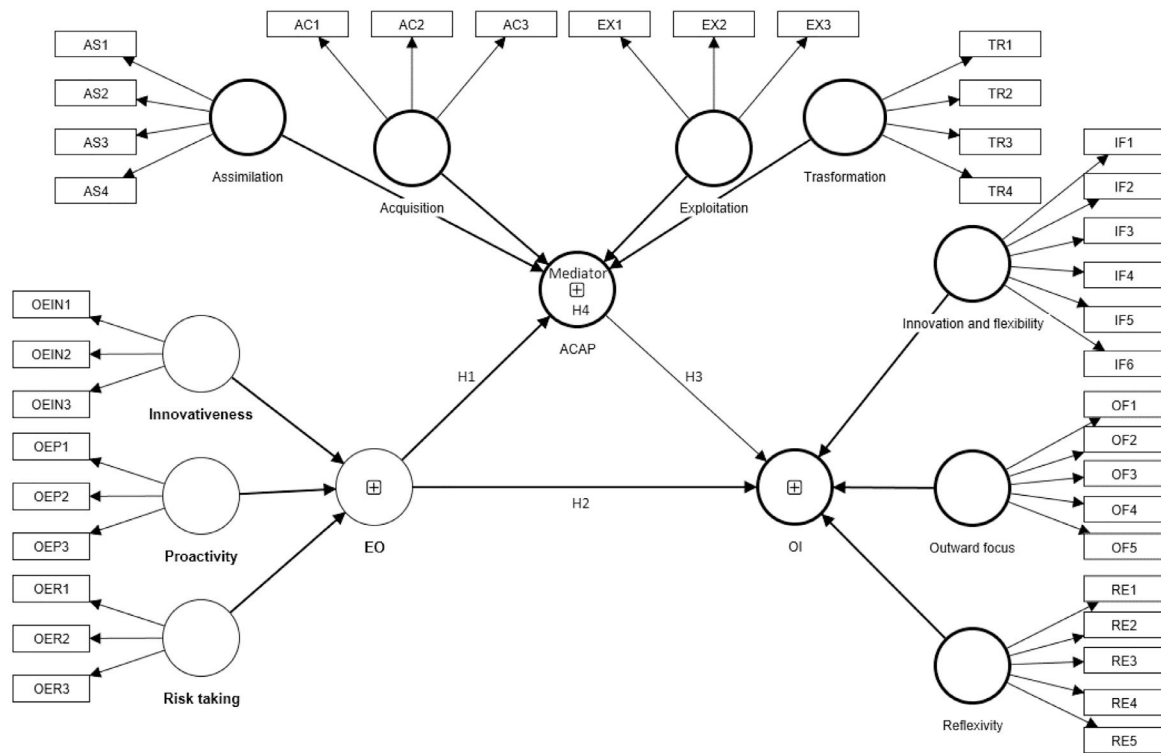 AC1
AC2
AC3
EX1
EX2
EX3
AS1
AS2
AS3
AS4
TR1
TR2
TR3
TR4
Assimilation
Acquisition
Exploitation
Trasformation
IF1
IF2
IF3
IF4
IF5
IF6
Innovation and flexibility
Mediator
H4
ACAP
OEIN1
OEIN2
OEIN3
Innovativeness
H1
H3
OEP1
OEP2
OEP3
Proactivity
EO
H2
OI
OF1
OF2
OF3
OF4
OF5
Outward focus
OER1
OER2
OER3
Risk taking
RE1
RE2
RE3
RE4
RE5
Reflexivity